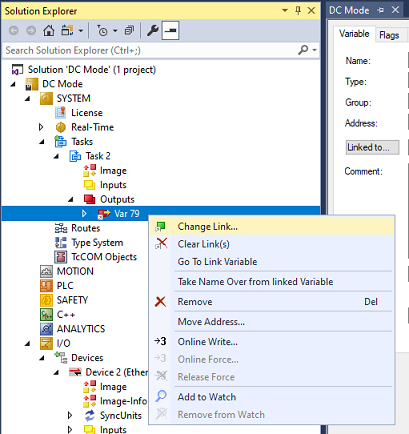 Solution Explorer
Search Solution Explorer (Ctrl+;)
Solution 'DC Mode' (1 project)
DC Mode
SYSTEM
License
Real-Time
Tasks
Task 2
Image
Inputs
Outputs
Var 79
Routes
Type System
TcCOM Objects
MOTION
PLC
SAFETY
C++
ANALYTICS
I/O
Devices
Device 2 (Ether
Image
Image-Info
SyncUnits
Inputs
Change Link...
Clear Link(s)
Go To Link Variable
Take Name Over from linked Variable
Remove Del
Move Address...
Online Write...
Online Force...
Release Force
Add to Watch
Remove from Watch
DC Mode
Variable Flags
Name:
Type:
Group:
Address:
Linked to...
Comment: